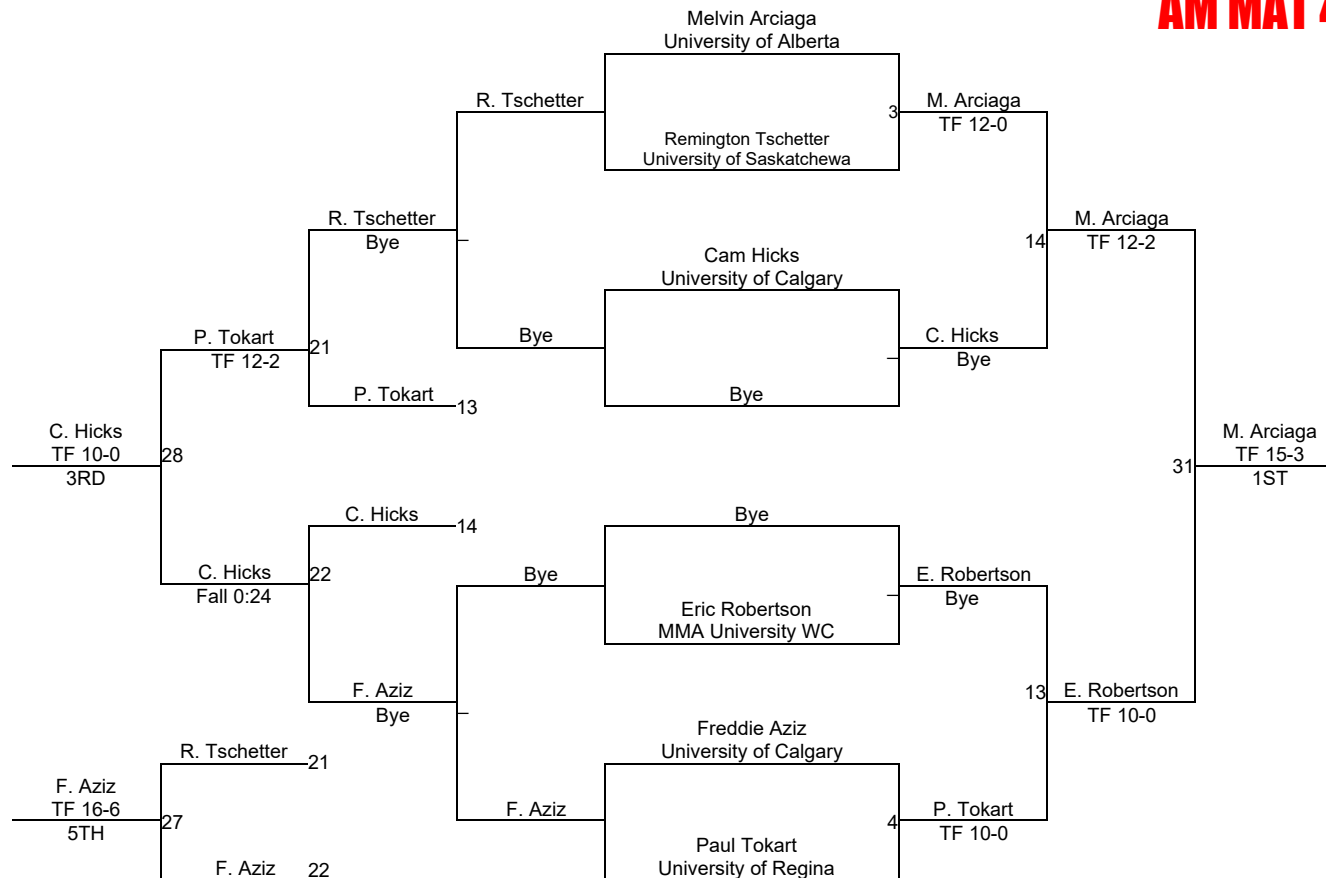 AM MAT 4
Melvin Arciaga
University of Alberta
R. Tschetter
3
M. Arciaga
TF 12-0
Remington Tschetter
University of Saskatchewa
R. Tschetter
Bye
14
M. Arciaga
TF 12-2
Cam Hicks
University of Calgary
P. Tokart
TF 12-2
21
Bye
C. Hicks
Bye
P. Tokart
13
Bye
C. Hicks
TF 10-0
3RD
28
31
M. Arciaga
TF 15-3
1ST
C. Hicks
14
Bye
C. Hicks
Fall 0:24
22
Bye
E. Robertson
Bye
Eric Robertson
MMA University WC
F. Aziz
Bye
13
E. Robertson
TF 10-0
Freddie Aziz
University of Calgary
R. Tschetter
21
F. Aziz
TF 16-6
5TH
27
F. Aziz
4
P. Tokart
TF 10-0
Paul Tokart
University of Regina
F. Aziz
22